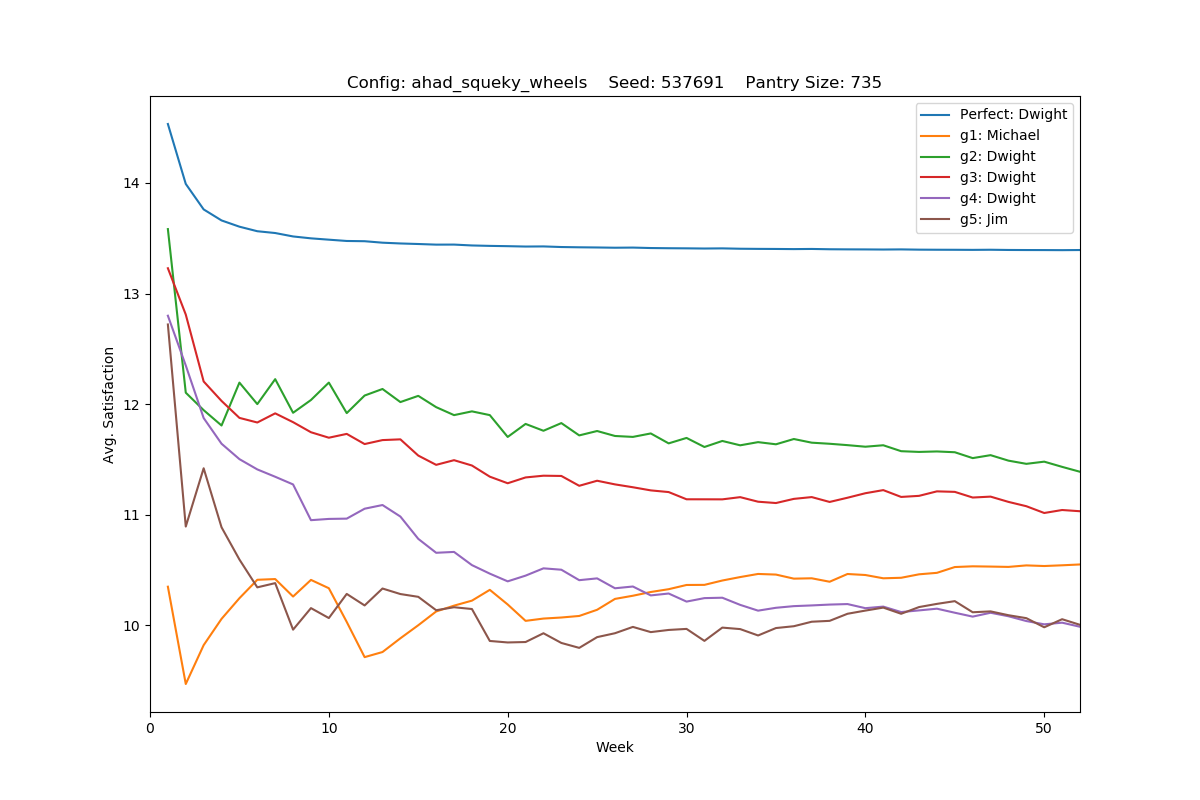 Config: ahad_squeky_wheels    Seed: 537691    Pantry Size: 735
Perfect: Dwight
g1: Michael
g2: Dwight
g3: Dwight
g4: Dwight
g5: Jim
Avg. Satisfaction
14
13
12
11
10
0 10 20 30 40 50
Week